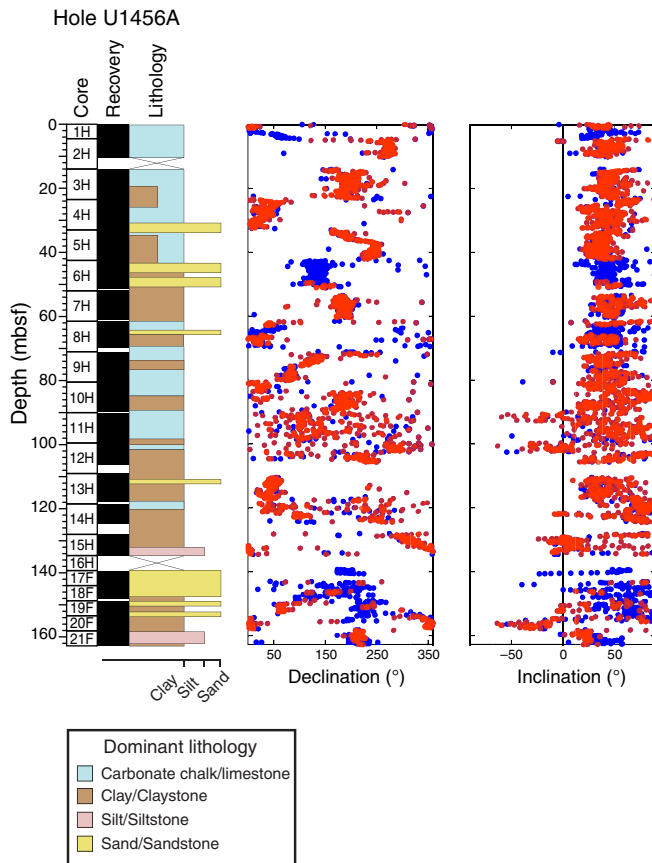 Hole U1456A
Core
Recovery
Lithology
Depth (mbsf)
0
20
40
60
80
100
120
140
160
1H
2H
3H
4H
5H
6H
7H
8H
9H
10H
11H
12H
13H
14H
15H
16H
17F
18F
19F
20F
21F
Clay
Silt
Sand
50
150
250
350
Declination (°)
−50
0
50
Inclination (°)
Dominant lithology
Carbonate chalk/limestone
Clay/Claystone
Silt/Siltstone
Sand/Sandstone